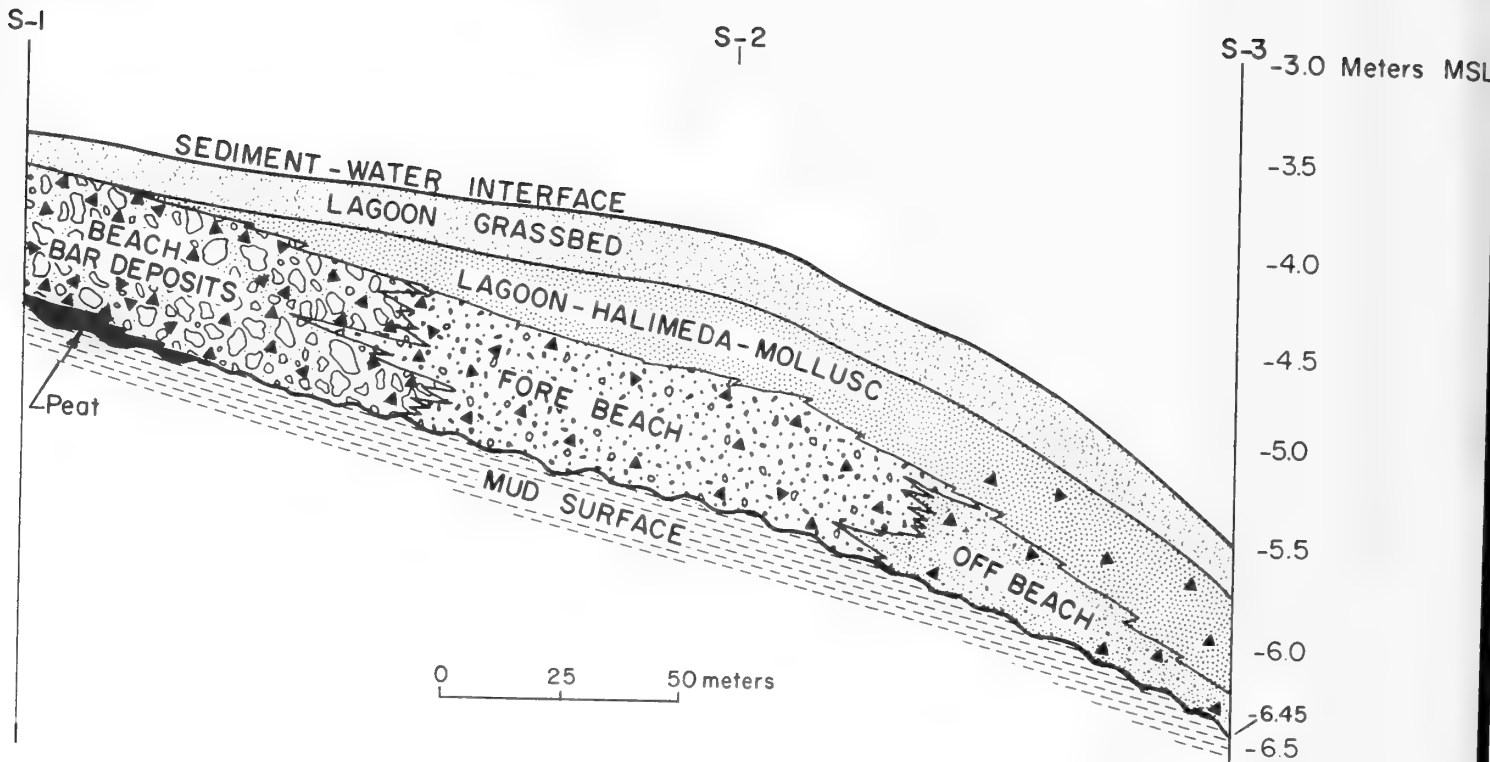 S-1
S-2
S-3
-3.0 Meters MSL
-3.5
-4.0
-4.5
-5.0
-5.5
-6.0
-6.45
-6.5
SEDIMENT-WATER INTERFACE
LAGOON GRASSBED
LAGOON-HALIMEDA-MOLLUSC
BEACH
BAR DEPOSITS
FORE BEACH
OFF BEACH
MUD SURFACE
Peat
0 25 50 meters